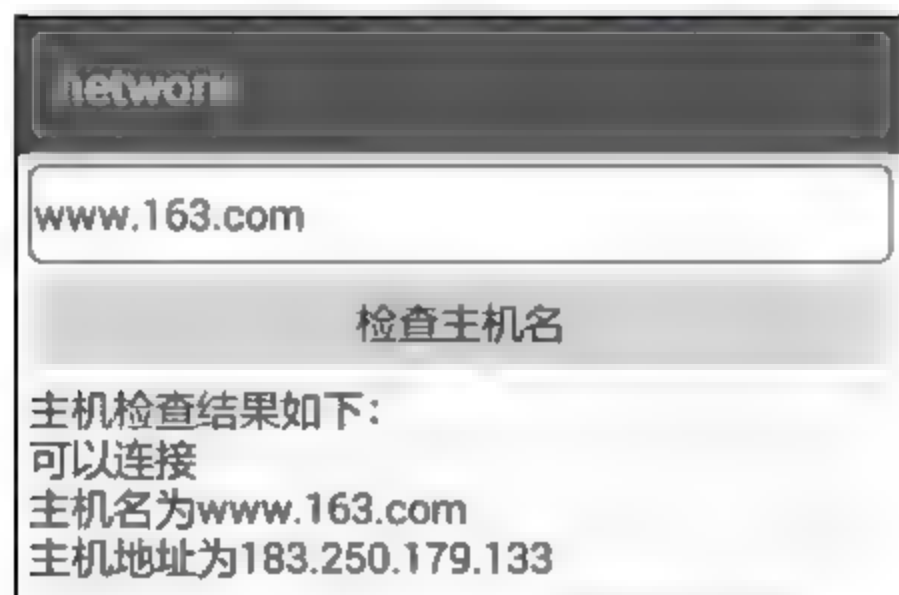 network
www.163.com
检查主机名
主机检查结果如下：
可以连接
主机名为www.163.com
主机地址为183.250.179.133